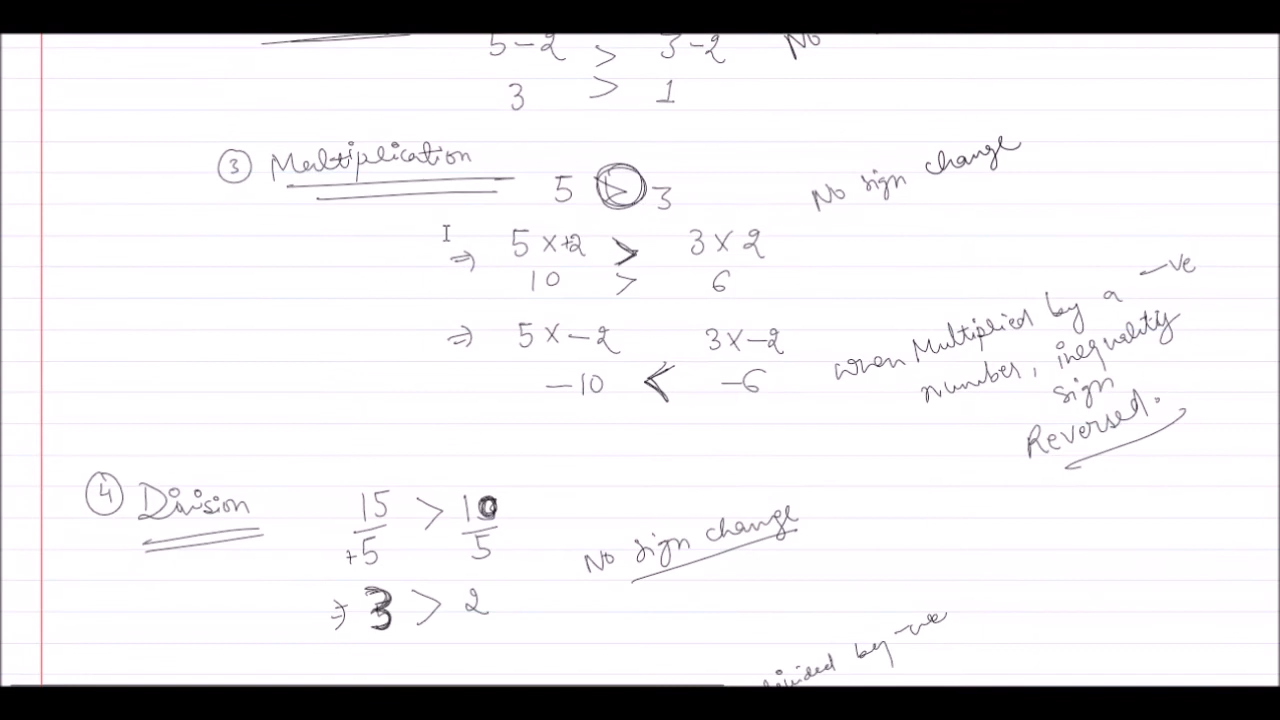 5-2 > 3-2 No
3 > 1
③ Multiplication
5 > 3 No sign change
⇒ 5 x +2 > 3 x 2
10 > 6
⇒ 5 x -2 3 x -2
-10 < -6
when Multiplied by a -ve
number, inequality
sign
Reversed.
④ Division 15/+5 > 10/5 No sign change
⇒ 3 > 2
divided by -ve